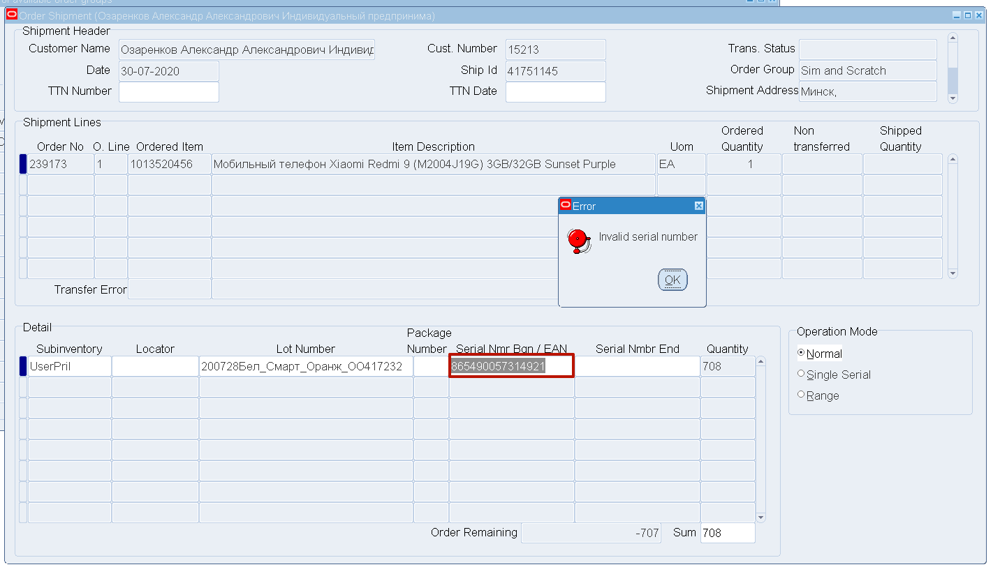 or available order groups
Order Shipment (Озаренков Александр Александрович Индивидуальный предпринима)
Shipment Header
Customer Name Озаренков Александр Александрович Индивид Cust. Number 15213 Trans. Status
Date 30-07-2020 Ship Id 41751145 Order Group Sim and Scratch
TTN Number TTN Date Shipment Address Минск,
Shipment Lines
Ordered Non Shipped
Order No O. Line Ordered Item Item Description Uom Quantity transferred Quantity
239173 1 1013520456 Мобильный телефон Xiaomi Redmi 9 (M2004J19G) 3GB/32GB Sunset Purple EA 1
Error
Invalid serial number
OK
Transfer Error
Detail
Package
Subinventory Locator Lot Number Number Serial Nmr Bgn / EAN Serial Nmbr End Quantity
UserPril 200728Бел_Смарт_Оранж_ОО417232 865490057314921 708
Order Remaining -707 Sum 708
Operation Mode
Normal
Single Serial
Range